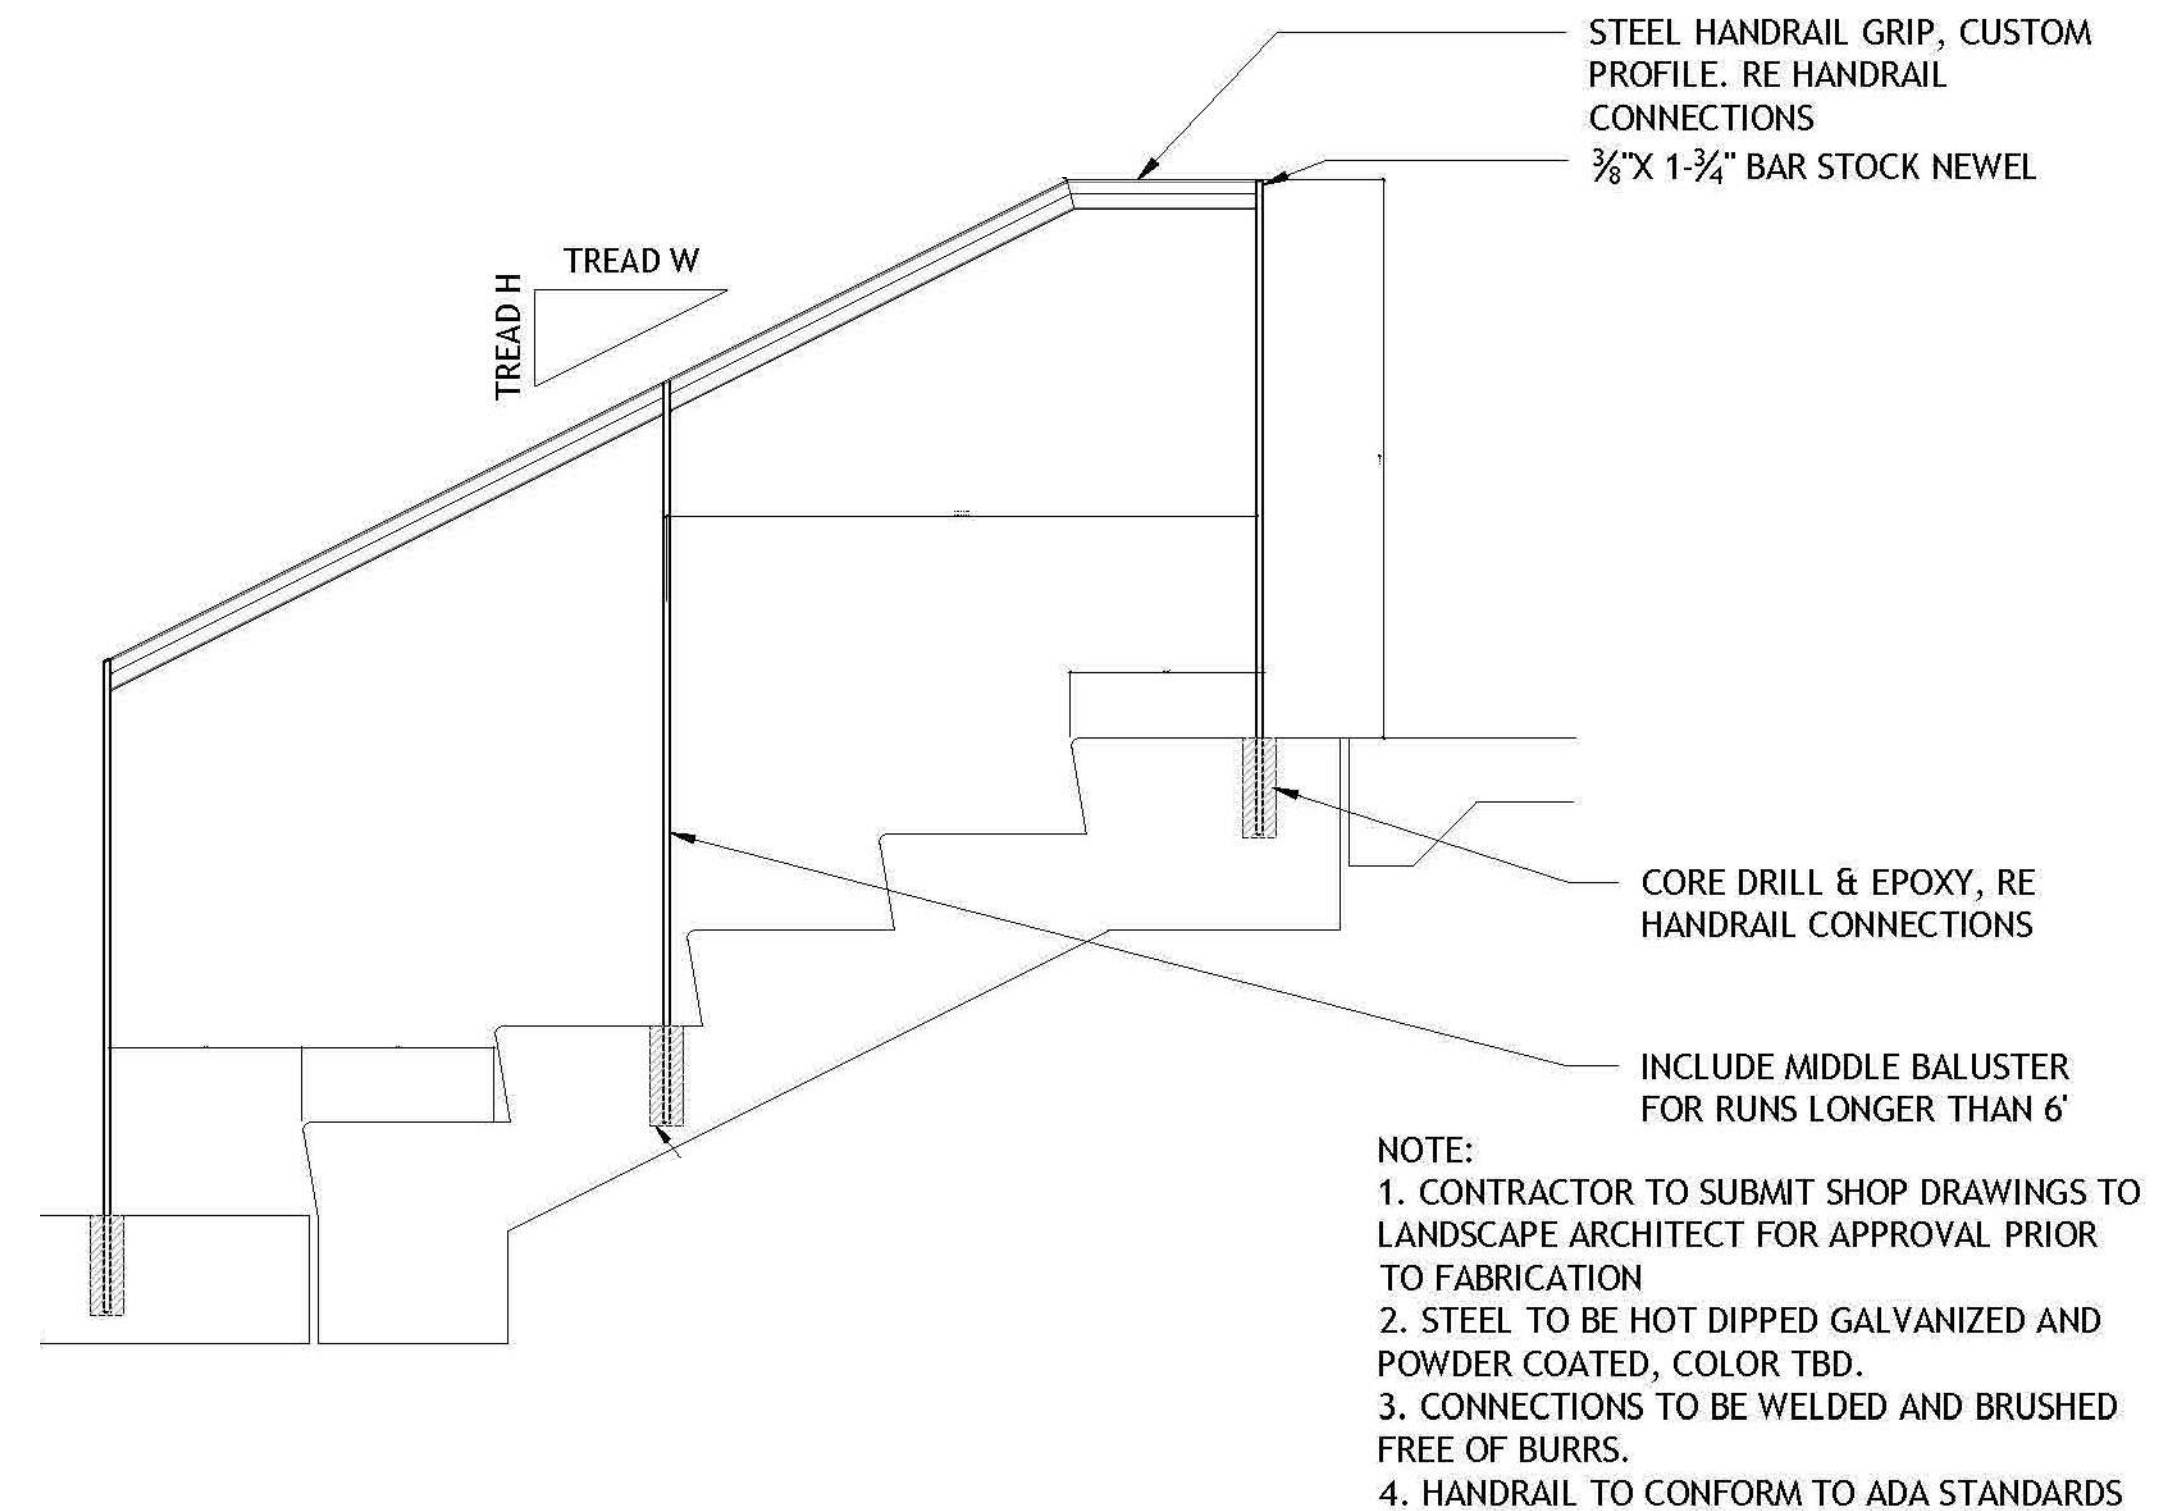 STEEL HANDRAIL GRIP, CUSTOM
PROFILE. RE HANDRAIL
CONNECTIONS
⅜"X 1-¾" BAR STOCK NEWEL
TREAD W
TREAD H
CORE DRILL & EPOXY, RE
HANDRAIL CONNECTIONS
INCLUDE MIDDLE BALUSTER
FOR RUNS LONGER THAN 6'
NOTE:
1. CONTRACTOR TO SUBMIT SHOP DRAWINGS TO
LANDSCAPE ARCHITECT FOR APPROVAL PRIOR
TO FABRICATION
2. STEEL TO BE HOT DIPPED GALVANIZED AND
POWDER COATED, COLOR TBD.
3. CONNECTIONS TO BE WELDED AND BRUSHED
FREE OF BURRS.
4. HANDRAIL TO CONFORM TO ADA STANDARDS